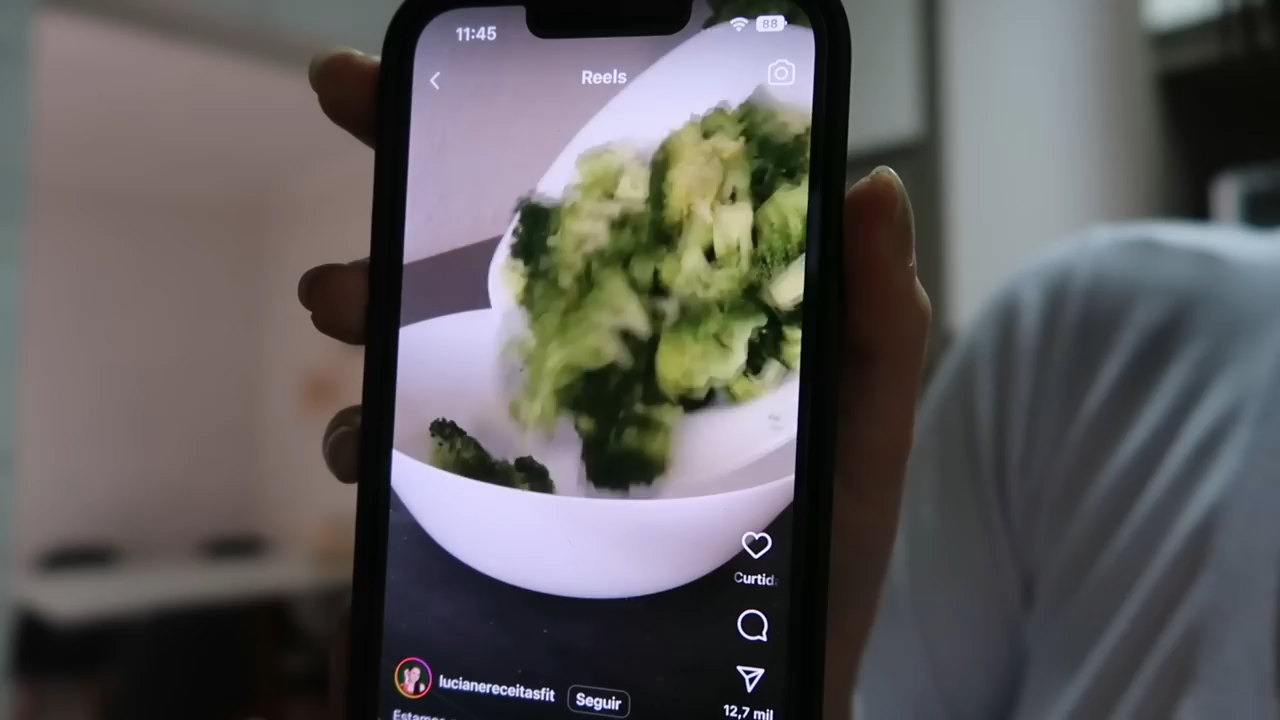 11:45
88
Reels
Curtid
lucianereceitasfit
Seguir
12,7 mil